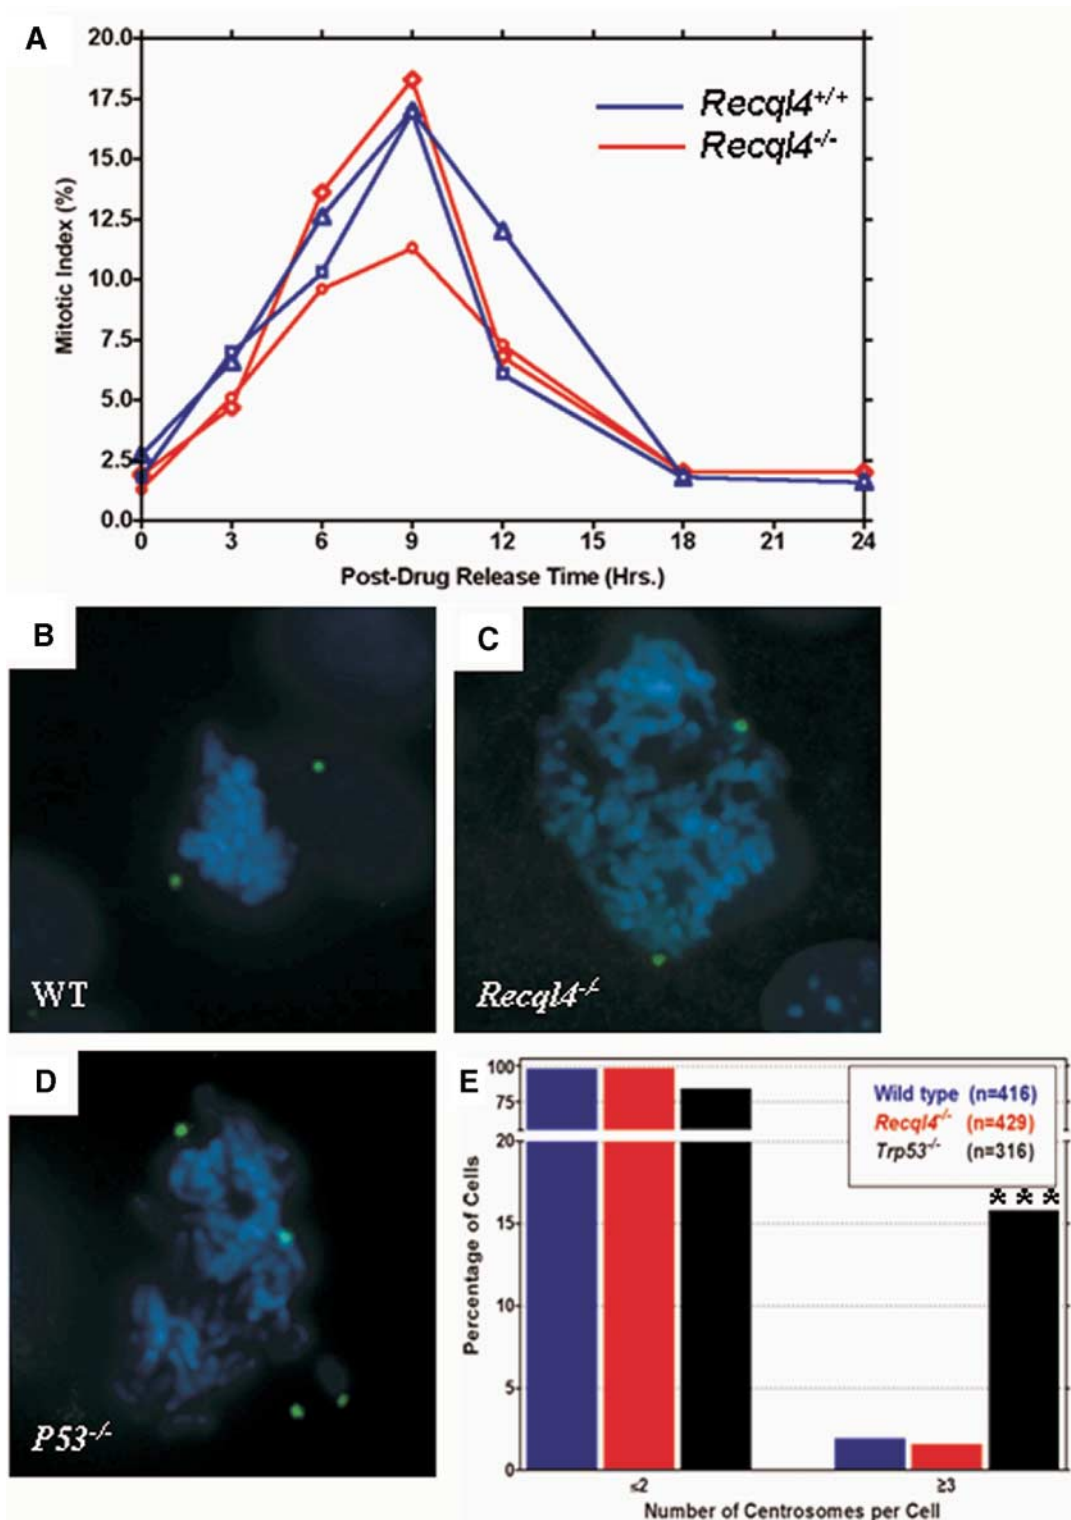 A
20.0
17.5
15.0
12.5
10.0
7.5
5.0
2.5
0.0
Mitotic Index (%)
Recql4+/+
Recql4-/-
0 3 6 9 12 15 18 21 24
Post-Drug Release Time (Hrs.)
B
WT
C
Recql4-/-
D
P53-/-
E
100
75
20
15
10
5
0
Percentage of Cells
Wild type (n=416)
Recql4-/- (n=429)
Trp53-/- (n=316)
***
≤2 ≥3
Number of Centrosomes per Cell